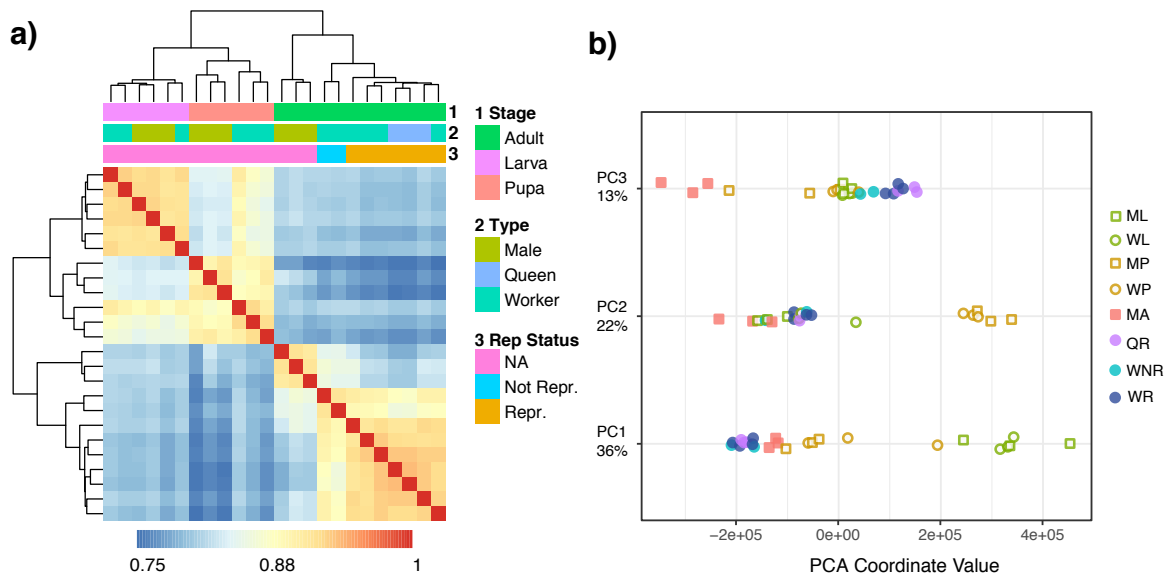 a)
1
2
3
1 Stage
Adult
Larva
Pupa
2 Type
Male
Queen
Worker
3 Rep Status
NA
Not Repr.
Repr.
0.75
0.88
1
b)
PC3
13%
PC2
22%
PC1
36%
−2e+05
0e+00
2e+05
4e+05
PCA Coordinate Value
ML
WL
MP
WP
MA
QR
WNR
WR